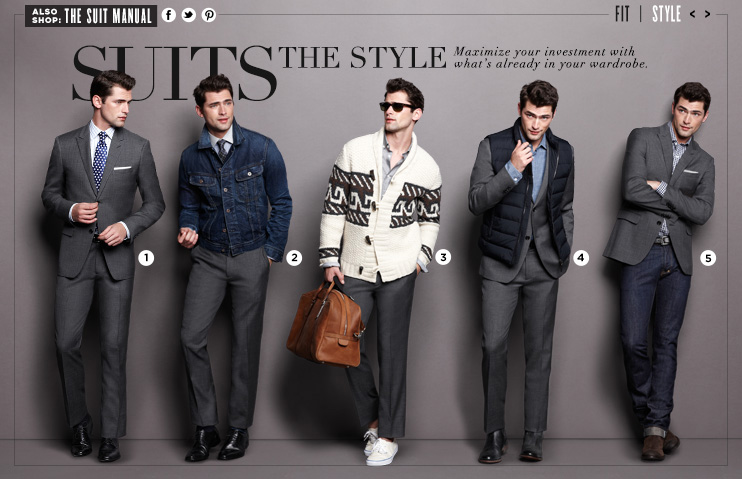 ALSO SHOP: THE SUIT MANUAL
FIT | STYLE < >
SUITS THE STYLE
Maximize your investment with
what's already in your wardrobe.
1
2
3
4
5